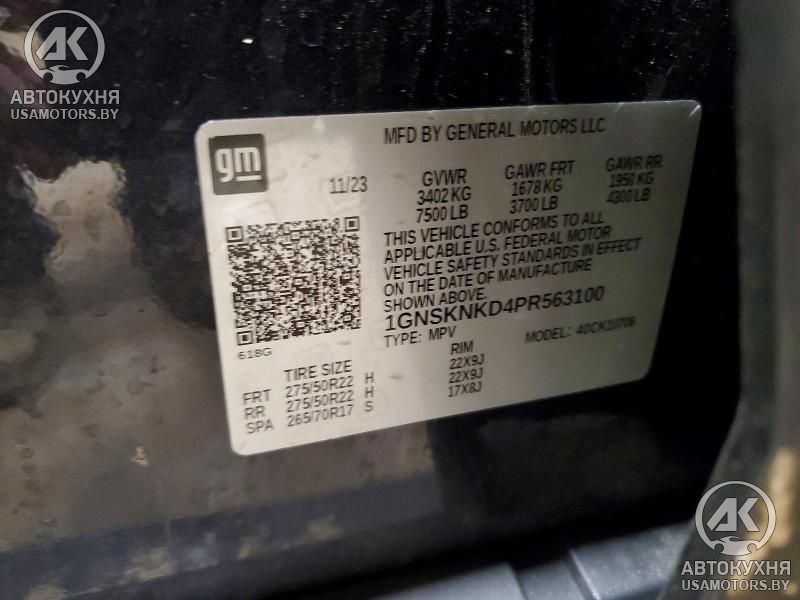 AK
АВТОКУХНЯ
USAMOTORS.BY
gm
MFD BY GENERAL MOTORS LLC
11/23
GVWR GAWR FRT GAWR RR
3402 KG 1678 KG 1950 KG
7500 LB 3700 LB 4300 LB
THIS VEHICLE CONFORMS TO ALL
APPLICABLE U.S. FEDERAL MOTOR
VEHICLE SAFETY STANDARDS IN EFFECT
ON THE DATE OF MANUFACTURE
SHOWN ABOVE.
1GNSKNKD4PR563100
TYPE: MPV MODEL: 40CK10706
618G
TIRE SIZE RIM
FRT 275/50R22 H 22X9J
RR 275/50R22 H 22X9J
SPA 265/70R17 S 17X8J
AK
АВТОКУХНЯ
USAMOTORS.BY